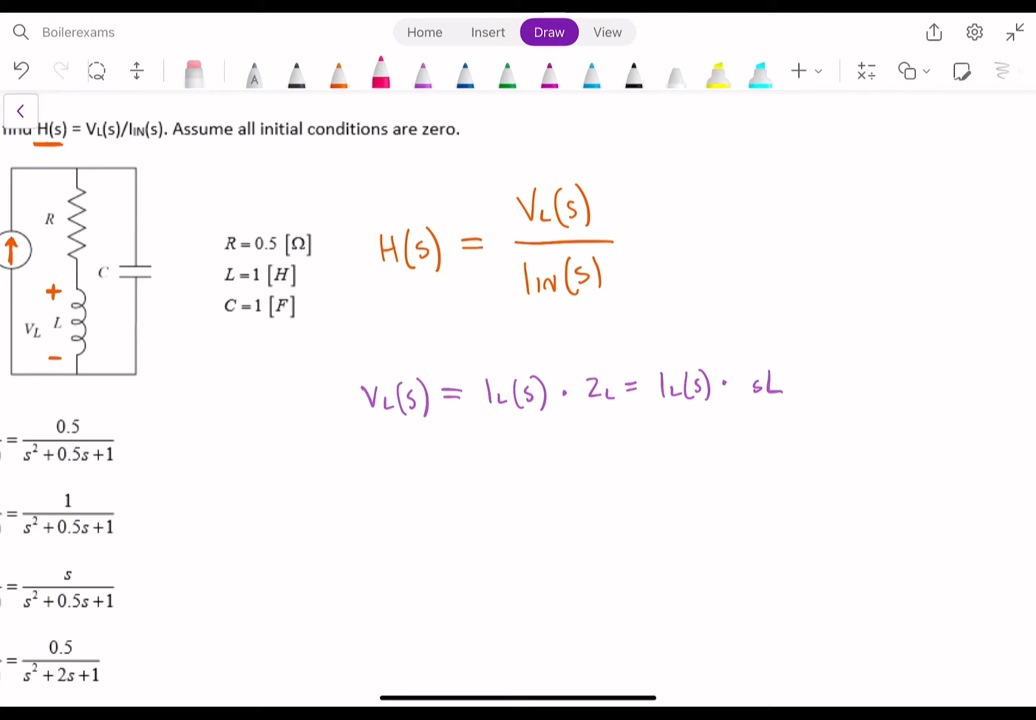 Boilerexams
Home Insert Draw View
A
H(s) = VL(s)/IIN(s). Assume all initial conditions are zero.
R
C
L
VL
+
-
R = 0.5 [Ω]
L = 1 [H]
C = 1 [F]
H(s) = VL(s) / IIN(s)
VL(s) = IL(s) · ZL = IL(s) · sL
= 0.5 / s² + 0.5s + 1
= 1 / s² + 0.5s + 1
= s / s² + 0.5s + 1
= 0.5 / s² + 2s + 1